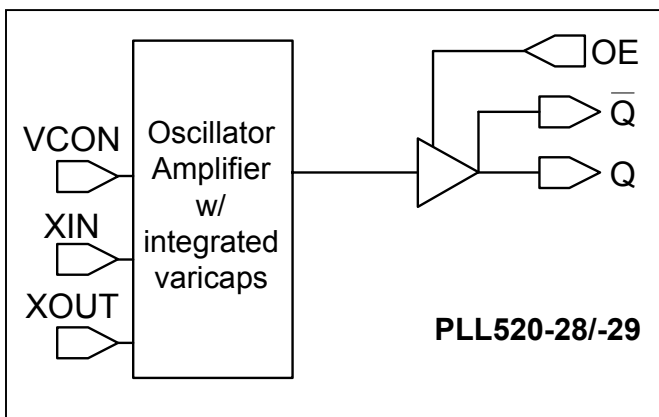 OE
Q̅
VCON
Oscillator
Amplifier
w/
integrated
varicaps
Q
XIN
XOUT
PLL520-28/-29